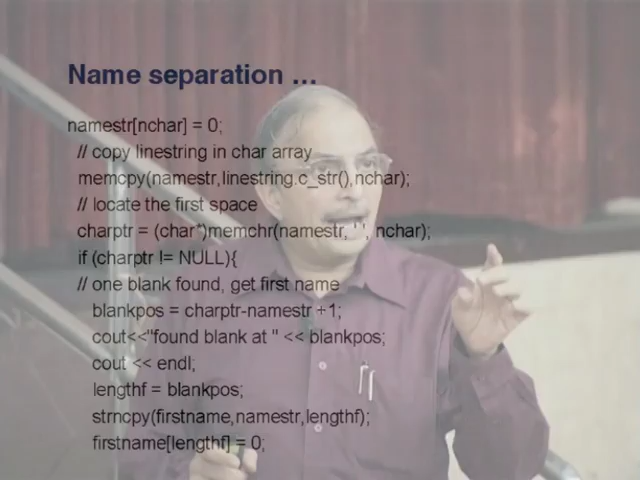 Name separation ...
namestr[nchar] = 0;
// copy linestring in char array
memcpy(namestr,linestring.c_str(),nchar);
// locate the first space
charptr = (char*)memchr(namestr, ' ', nchar);
if (charptr != NULL){
// one blank found, get first name
blankpos = charptr-namestr +1;
cout<<"found blank at " << blankpos;
cout << endl;
lengthf = blankpos;
strncpy(firstname,namestr,lengthf);
firstname[lengthf] = 0;